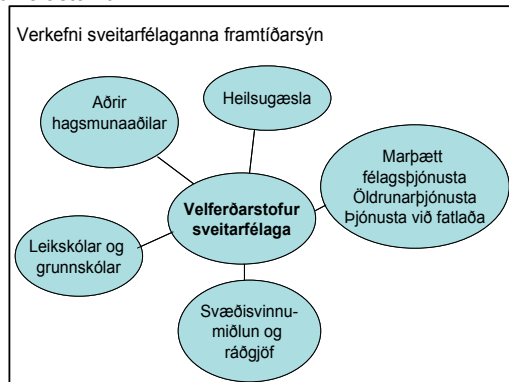 Verkefni sveitarfélaganna framtíðarsýn
Aðrir
hagsmunaaðilar
Heilsugæsla
Marþætt
félagsþjónusta
Öldrunarþjónusta
Þjónusta við fatlaða
Velferðarstofur
sveitarfélaga
Leikskólar og
grunnskólar
Svæðisvinnu-
miðlun og
ráðgjöf